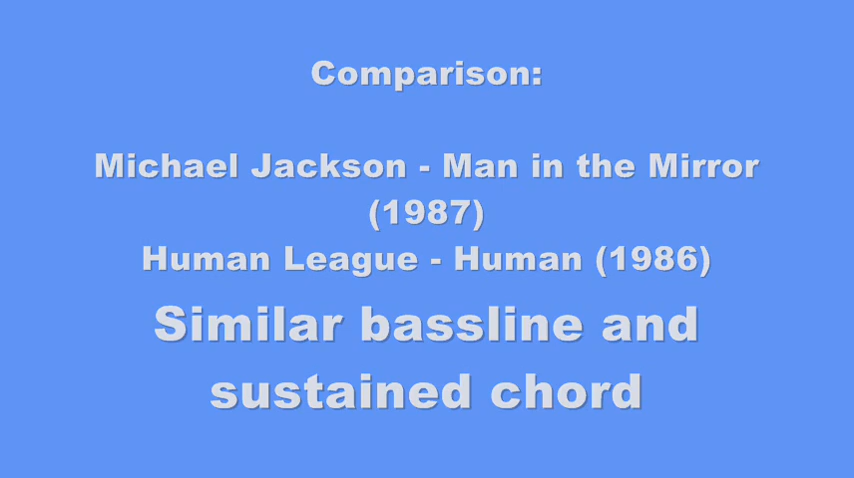 Comparison:
Michael Jackson - Man in the Mirror
(1987)
Human League - Human (1986)
Similar bassline and
sustained chord